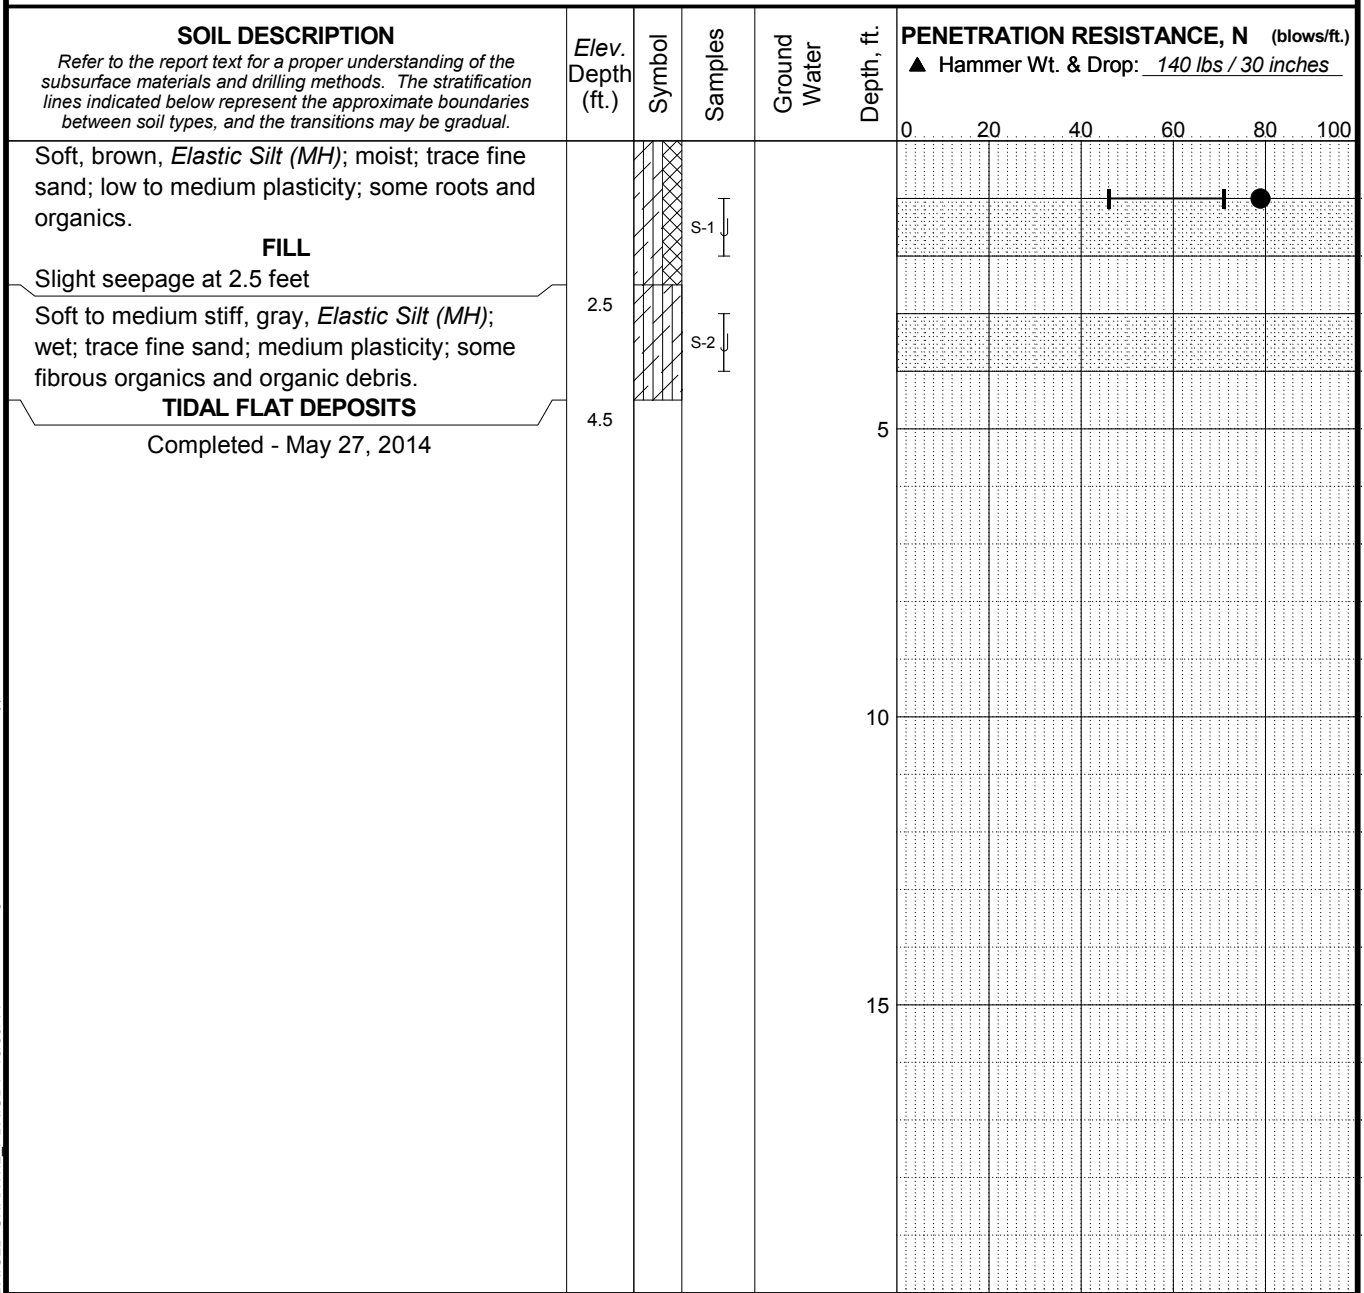 SOIL DESCRIPTION
Refer to the report text for a proper understanding of the
subsurface materials and drilling methods. The stratification
lines indicated below represent the approximate boundaries
between soil types, and the transitions may be gradual.
Elev.
Depth
(ft.)
Symbol
Samples
Ground
Water
Depth, ft.
PENETRATION RESISTANCE, N (blows/ft.)
▲ Hammer Wt. & Drop: 140 lbs / 30 inches
0 20 40 60 80 100
Soft, brown, Elastic Silt (MH); moist; trace fine
sand; low to medium plasticity; some roots and
organics.
FILL
Slight seepage at 2.5 feet
2.5
S-1
Soft to medium stiff, gray, Elastic Silt (MH);
wet; trace fine sand; medium plasticity; some
fibrous organics and organic debris.
TIDAL FLAT DEPOSITS
4.5
S-2
Completed - May 27, 2014
5
10
15